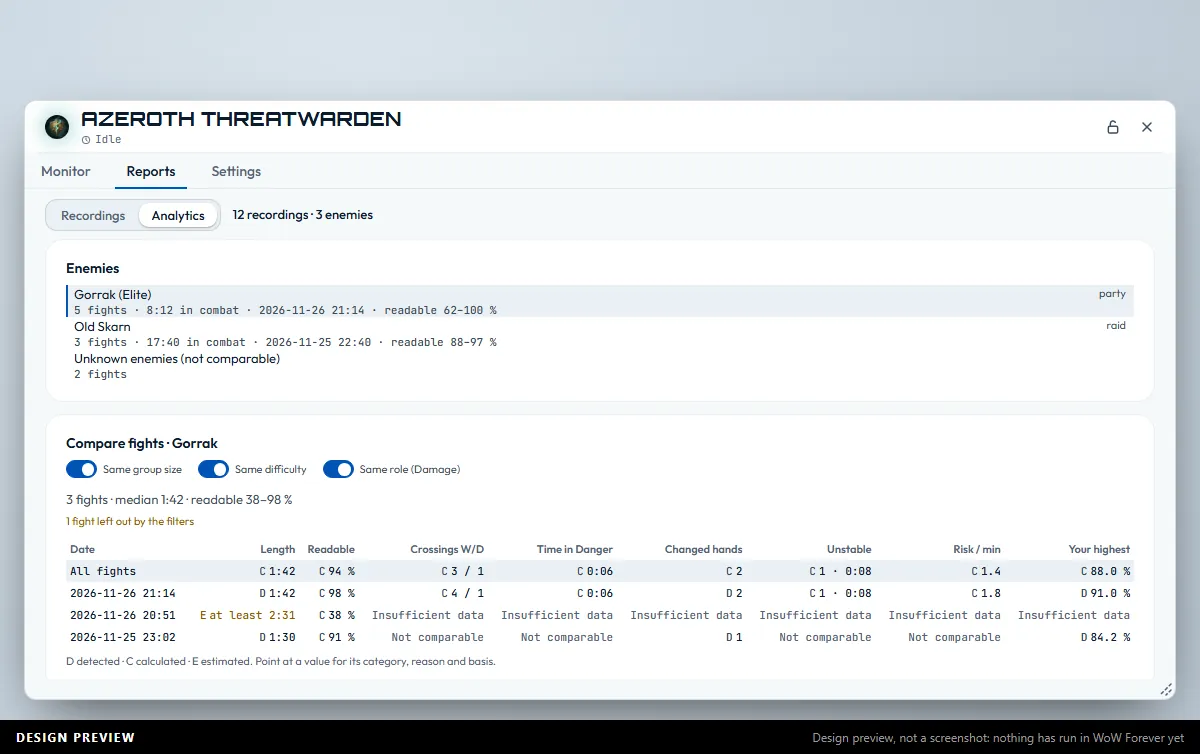 AZEROTH THREATWARDEN
Idle
Monitor Reports Settings
Recordings Analytics 12 recordings · 3 enemies
Enemies
Gorrak (Elite) party
5 fights · 8:12 in combat · 2026-11-26 21:14 · readable 62–100 %
Old Skarn raid
3 fights · 17:40 in combat · 2026-11-25 22:40 · readable 88–97 %
Unknown enemies (not comparable)
2 fights
Compare fights · Gorrak
Same group size Same difficulty Same role (Damage)
3 fights · median 1:42 · readable 38–98 %
1 fight left out by the filters
Date Length Readable Crossings W/D Time in Danger Changed hands Unstable Risk / min Your highest
All fights C 1:42 C 94 % C 3 / 1 C 0:06 C 2 C 1 · 0:08 C 1.4 C 88.0 %
2026-11-26 21:14 D 1:42 C 98 % C 4 / 1 C 0:06 D 2 C 1 · 0:08 C 1.8 D 91.0 %
2026-11-26 20:51 E at least 2:31 C 38 % Insufficient data Insufficient data Insufficient data Insufficient data Insufficient data Insufficient data
2026-11-25 23:02 D 1:30 C 91 % Not comparable Not comparable D 1 Not comparable Not comparable D 84.2 %
D detected · C calculated · E estimated. Point at a value for its category, reason and basis.
DESIGN PREVIEW Design preview, not a screenshot: nothing has run in WoW Forever yet